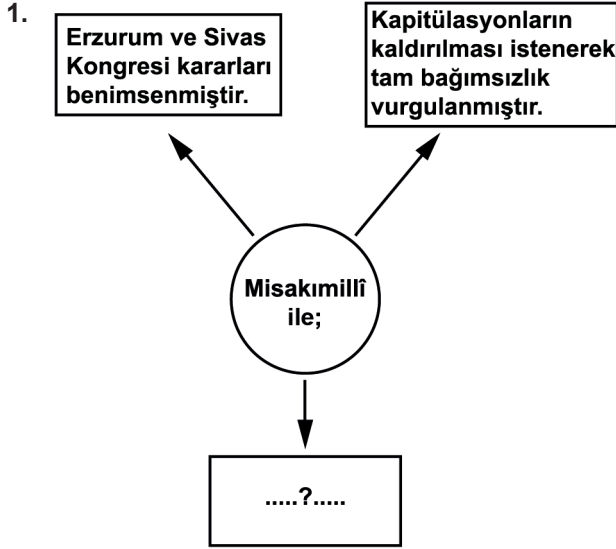 1.
Erzurum ve Sivas
Kongresi kararları
benimsenmiştir.
Kapitülasyonların
kaldırılması istenerek
tam bağımsızlık
vurgulanmıştır.
Misakımillî
ile;
.....?.....